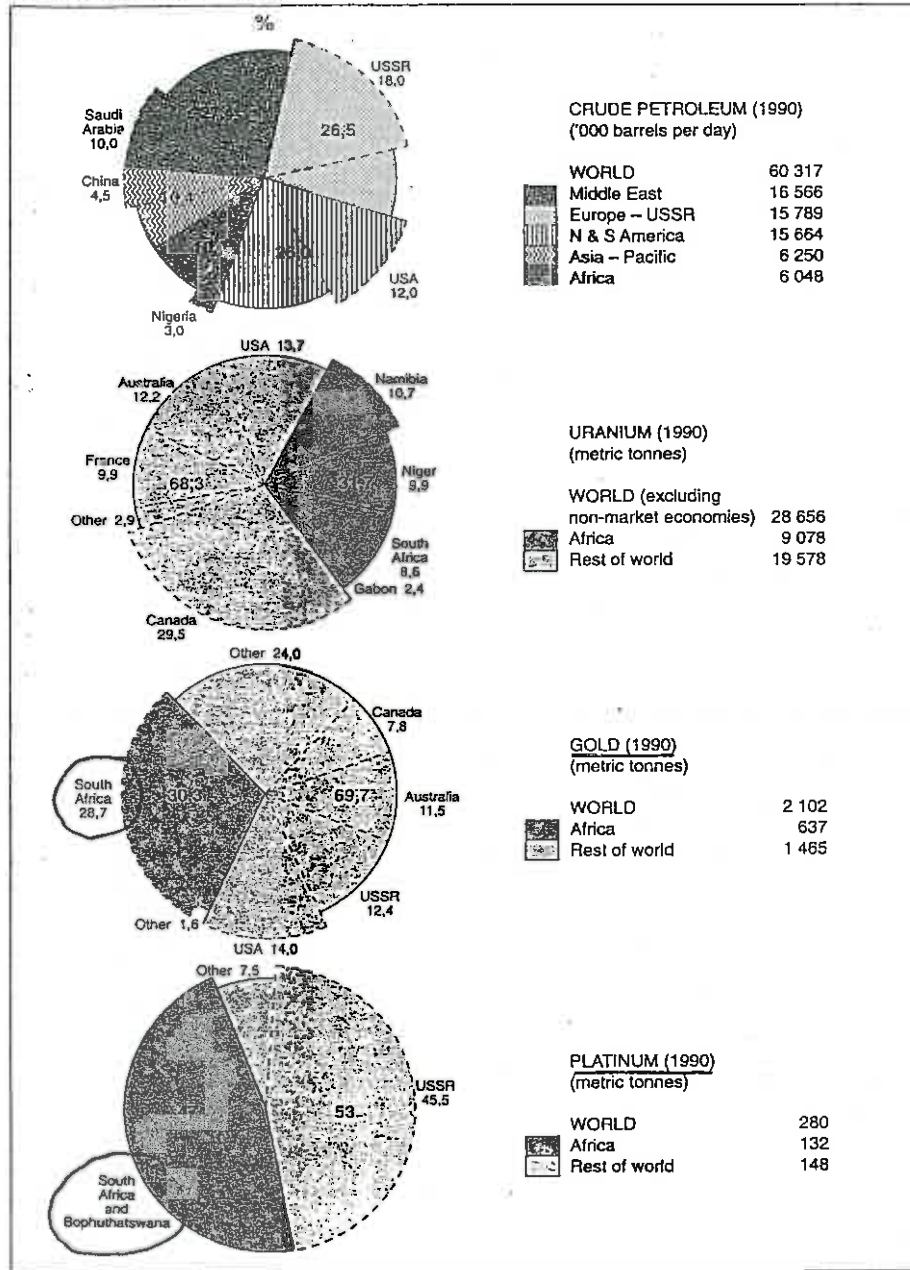 %
USSR
18,0
26,5
Saudi
Arabia
10,0
China
4,5
Nigeria
3,0
USA
12,0
CRUDE PETROLEUM (1990)
('000 barrels per day)
WORLD 60 317
Middle East 16 566
Europe – USSR 15 789
N & S America 15 664
Asia – Pacific 6 250
Africa 6 048
USA 13,7
Australia
12,2
France
9,9
68,3
Other 2,9
Canada
29,5
Namibia
10,7
31,7
Niger
9,9
South
Africa
8,6
Gabon 2,4
URANIUM (1990)
(metric tonnes)
WORLD (excluding
non-market economies) 28 656
Africa 9 078
Rest of world 19 578
Other 24,0
Canada
7,8
South
Africa
28,7
30,3
69,7
Australia
11,5
USSR
12,4
Other 1,6
USA 14,0
GOLD (1990)
(metric tonnes)
WORLD 2 102
Africa 637
Rest of world 1 465
Other 7,5
USSR
45,5
53
South
Africa
and
Bophuthatswana
PLATINUM (1990)
(metric tonnes)
WORLD 280
Africa 132
Rest of world 148